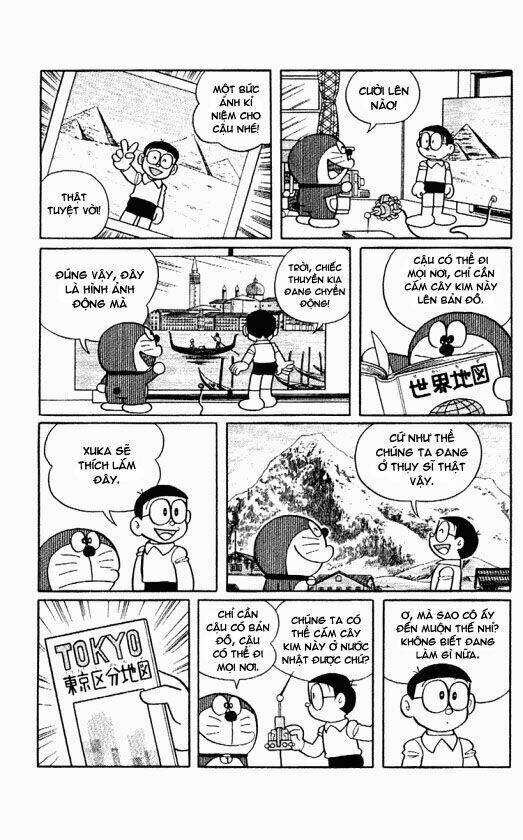 CƯỜI LÊN
NÀO!
MỘT BỨC
ẢNH KỈ
NIỆM CHO
CẬU NHÉ!
THẬT
TUYỆT VỜI!
CẬU CÓ THỂ ĐI
MỌI NƠI, CHỈ CẦN
CẮM CÂY KIM NÀY
LÊN BẢN ĐỒ.
世界地図
TRỜI, CHIẾC
THUYỀN KIA
ĐANG CHUYỂN
ĐỘNG!
ĐÚNG VẬY, ĐÂY
LÀ HÌNH ẢNH
ĐỘNG MÀ
CỨ NHƯ THỂ
CHÚNG TA ĐANG
Ở THỤY SĨ THẬT
VẬY.
XUKA SẼ
THÍCH LẮM
ĐÂY.
Ơ, MÀ SAO CÔ ẤY
ĐẾN MUỘN THẾ NHỈ?
KHÔNG BIẾT ĐANG
LÀM GÌ NỮA.
CHÚNG TA CÓ
THỂ CẮM CÂY
KIM NÀY Ở NƯỚC
NHẬT ĐƯỢC CHỨ?
CHỈ CẦN
CẬU CÓ BẢN
ĐỒ, CẬU CÓ
THỂ ĐI
MỌI NƠI.
TOKYO
東京区分地図